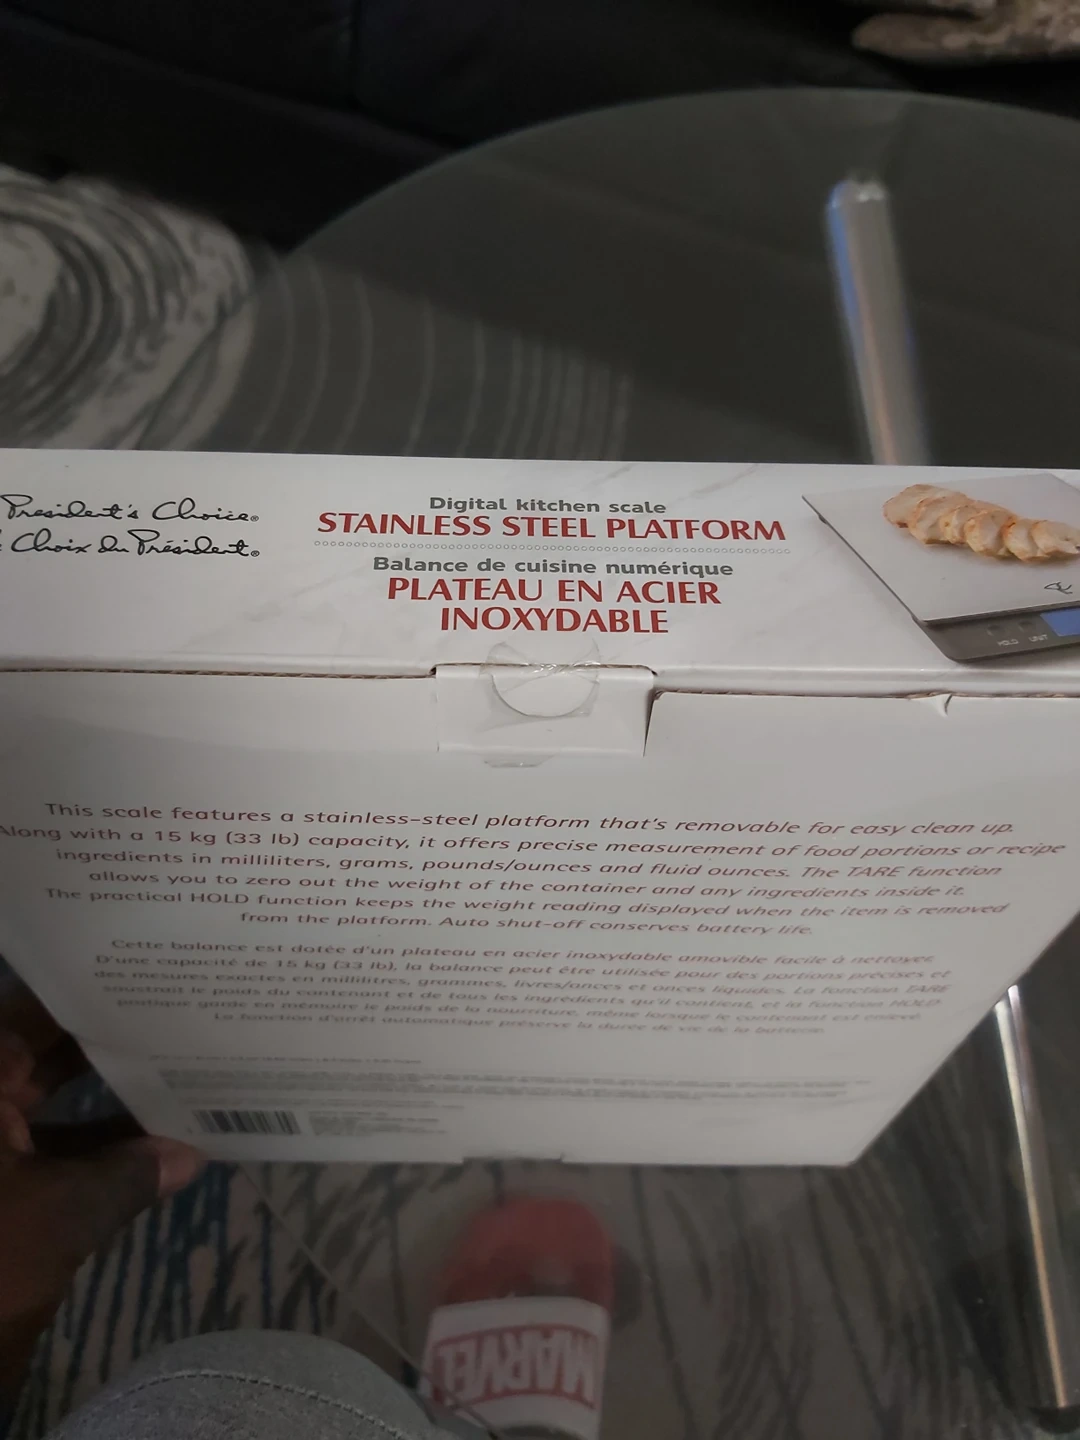 President's Choice®
Choix du Président®
Digital kitchen scale
STAINLESS STEEL PLATFORM
Balance de cuisine numérique
PLATEAU EN ACIER
INOXYDABLE
HOLD UNIT
This scale features a stainless-steel platform that's removable for easy clean up.
Along with a 15 kg (33 lb) capacity, it offers precise measurement of food portions or recipe
ingredients in milliliters, grams, pounds/ounces and fluid ounces. The TARE function
allows you to zero out the weight of the container and any ingredients inside it.
The practical HOLD function keeps the weight reading displayed when the item is removed
from the platform. Auto shut-off conserves battery life.
Cette balance est dotée d'un plateau en acier inoxydable amovible facile à nettoyer.
D'une capacité de 15 kg (33 lb), la balance peut être utilisée pour des portions précises et
des mesures exactes en millilitres, grammes, livres/onces et onces liquides. La fonction TARE
soustrait le poids du contenant et de tous les ingrédients qu'il contient, et la fonction HOLD
pratique garde en mémoire le poids de la nourriture, même lorsque le contenant est enlevé.
La fonction d'arrêt automatique préserve la durée de vie de la batterie.
MARVEL